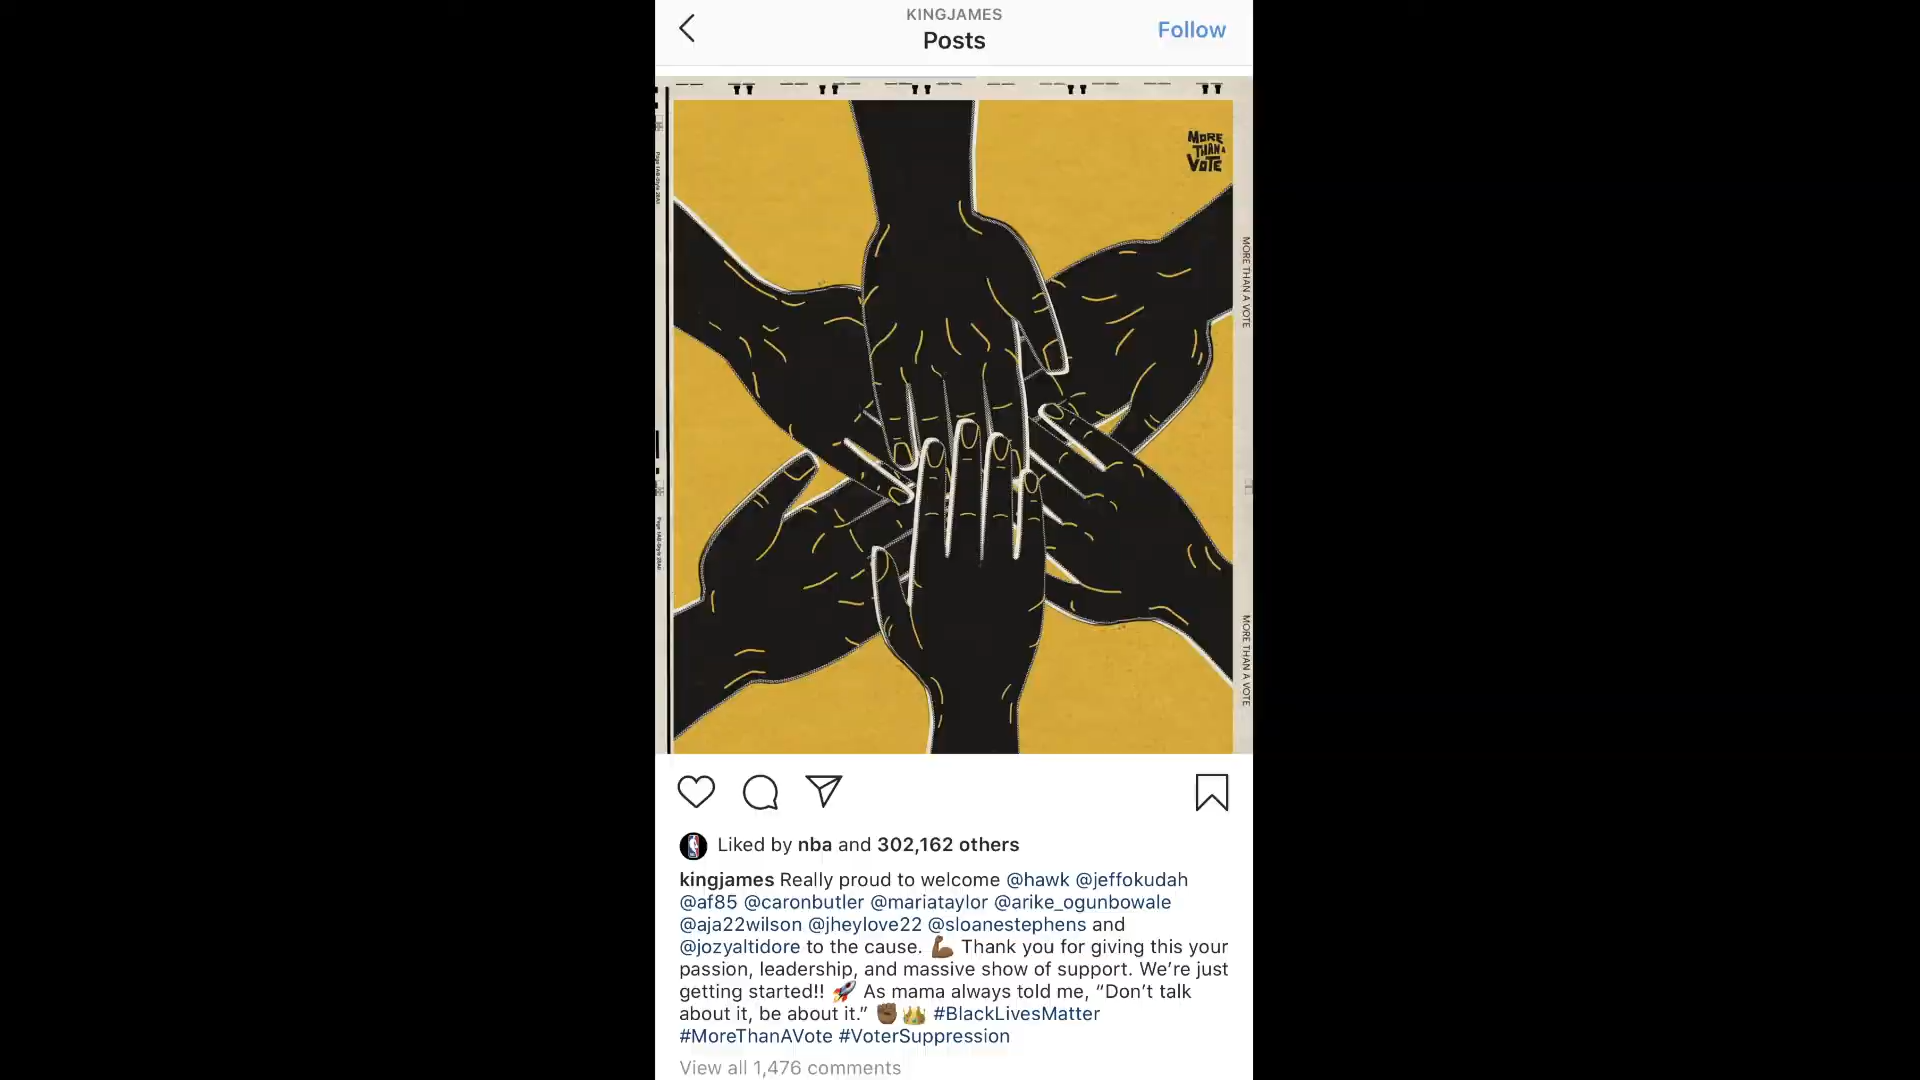 KINGJAMES
Posts
Follow
MORE
THAN A
VOTE
MORE THAN A VOTE
MORE THAN A VOTE
Liked by nba and 302,162 others
kingjames Really proud to welcome @hawk @jeffokudah
@af85 @caronbutler @mariataylor @arike_ogunbowale
@aja22wilson @jheylove22 @sloanestephens and
@jozyaltidore to the cause. 💪🏾 Thank you for giving this your
passion, leadership, and massive show of support. We’re just
getting started!! 🚀 As mama always told me, “Don’t talk
about it, be about it.” ✊🏾👑 #BlackLivesMatter
#MoreThanAVote #VoterSuppression
View all 1,476 comments